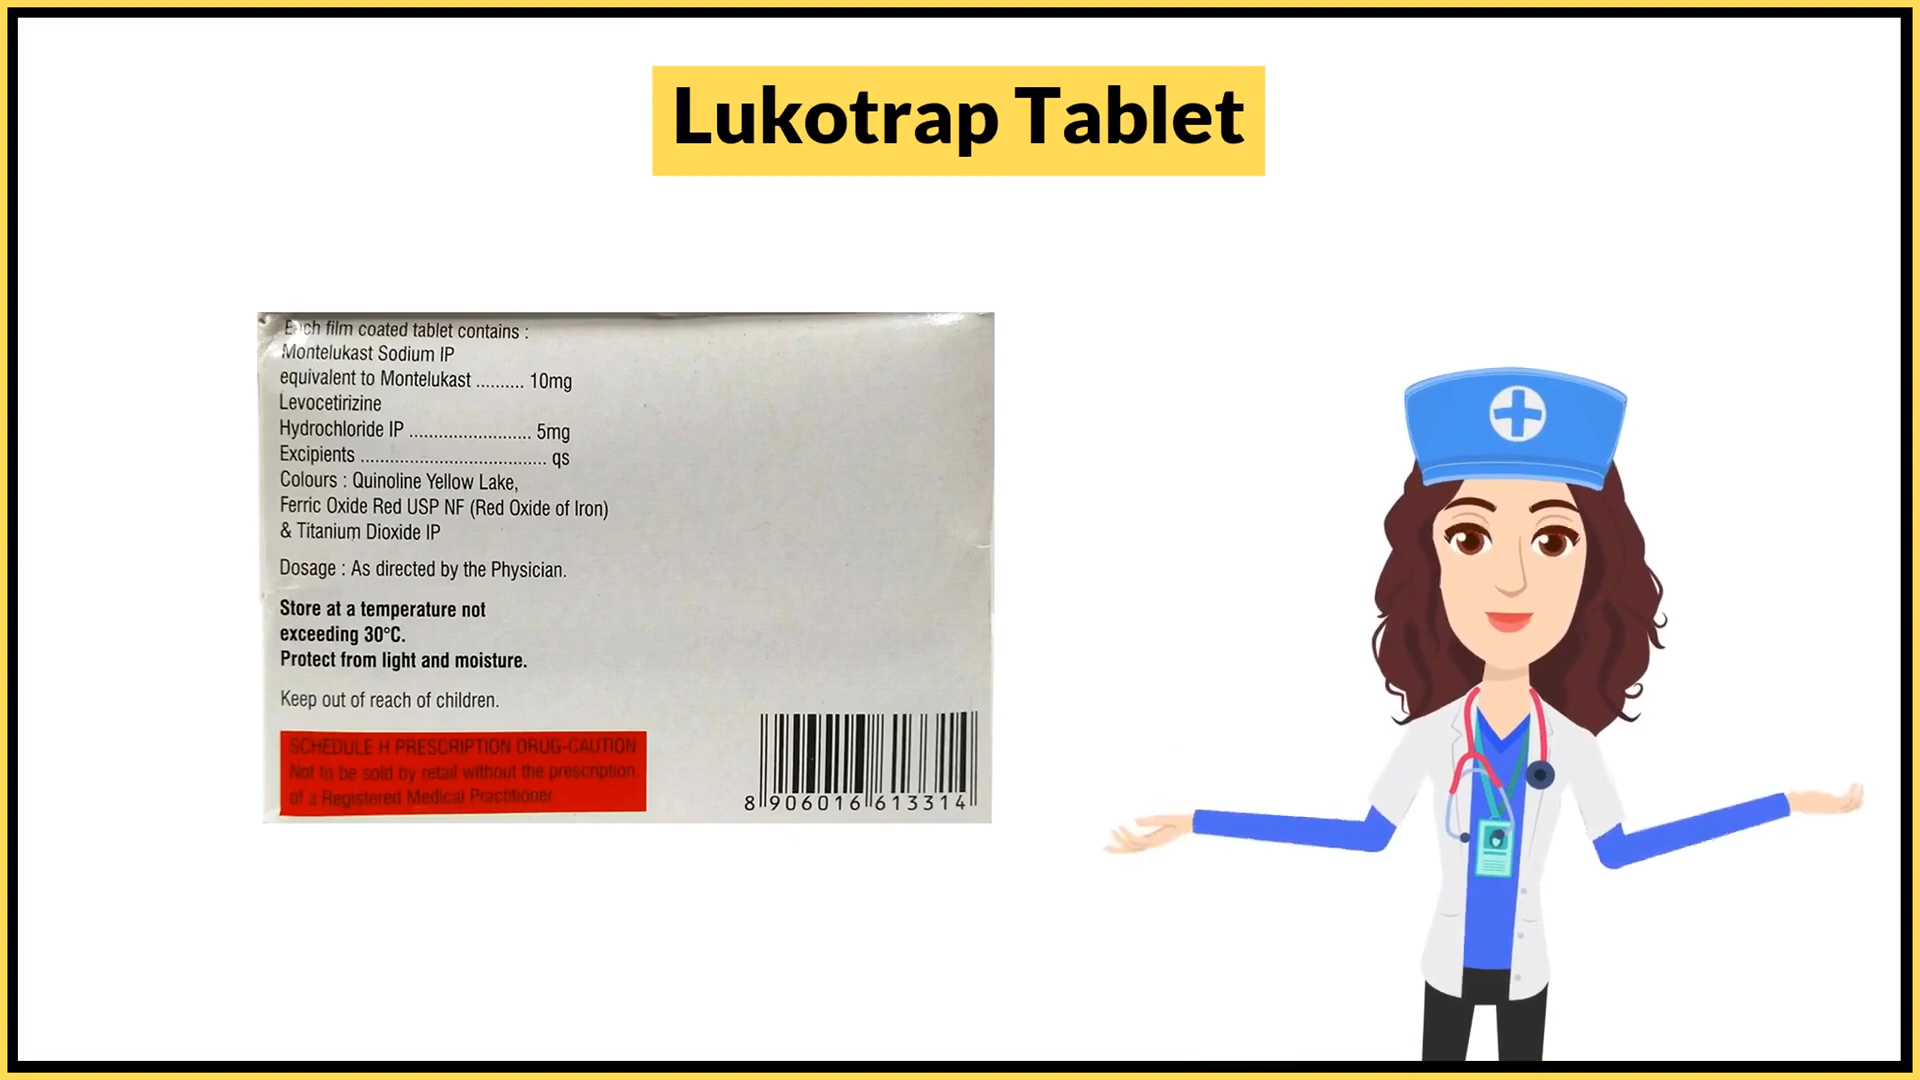 Lukotrap Tablet
Each film coated tablet contains :
Montelukast Sodium IP
equivalent to Montelukast .......... 10mg
Levocetirizine
Hydrochloride IP ......................... 5mg
Excipients ...................................... qs
Colours : Quinoline Yellow Lake,
Ferric Oxide Red USP NF (Red Oxide of Iron)
& Titanium Dioxide IP
Dosage : As directed by the Physician.
Store at a temperature not
exceeding 30°C.
Protect from light and moisture.
Keep out of reach of children.
SCHEDULE H PRESCRIPTION DRUG-CAUTION
Not to be sold by retail without the prescription
of a Registered Medical Practitioner.
8 906016 613314